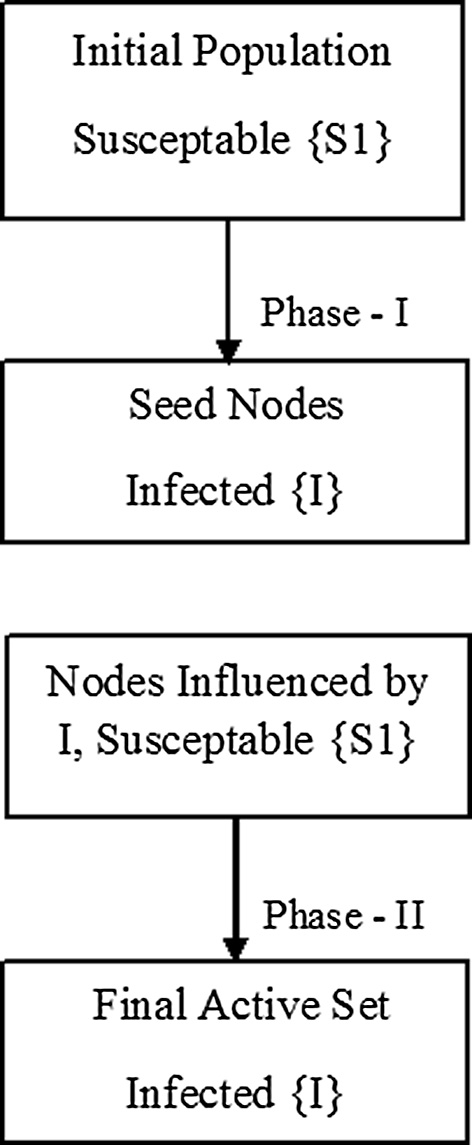 Initial Population
Susceptable {S1}
Phase - I
Seed Nodes
Infected {I}
Nodes Influenced by
I, Susceptable {S1}
Phase - II
Final Active Set
Infected {I}